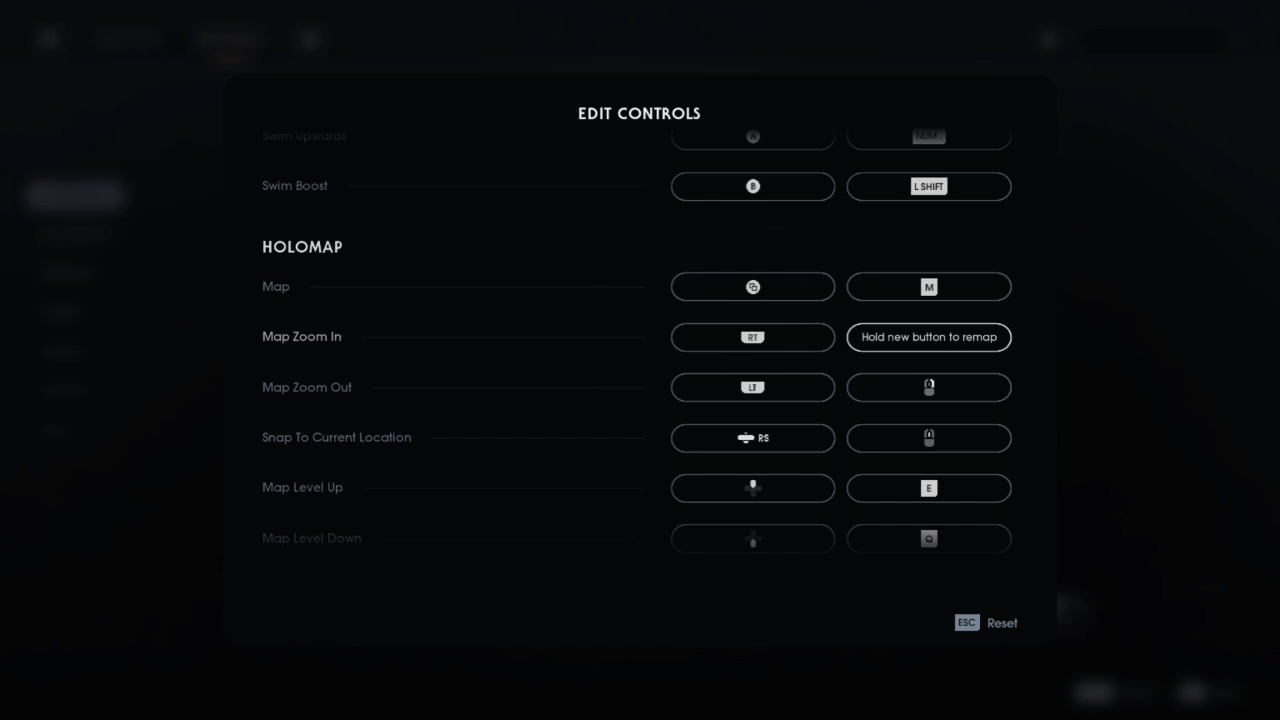 EDIT CONTROLS
Swim Upwards A NUM
Swim Boost B L SHIFT
HOLOMAP
Map M
Map Zoom In RT Hold new button to remap
Map Zoom Out LT
Snap To Current Location RS
Map Level Up E
Map Level Down Q
ESC Reset